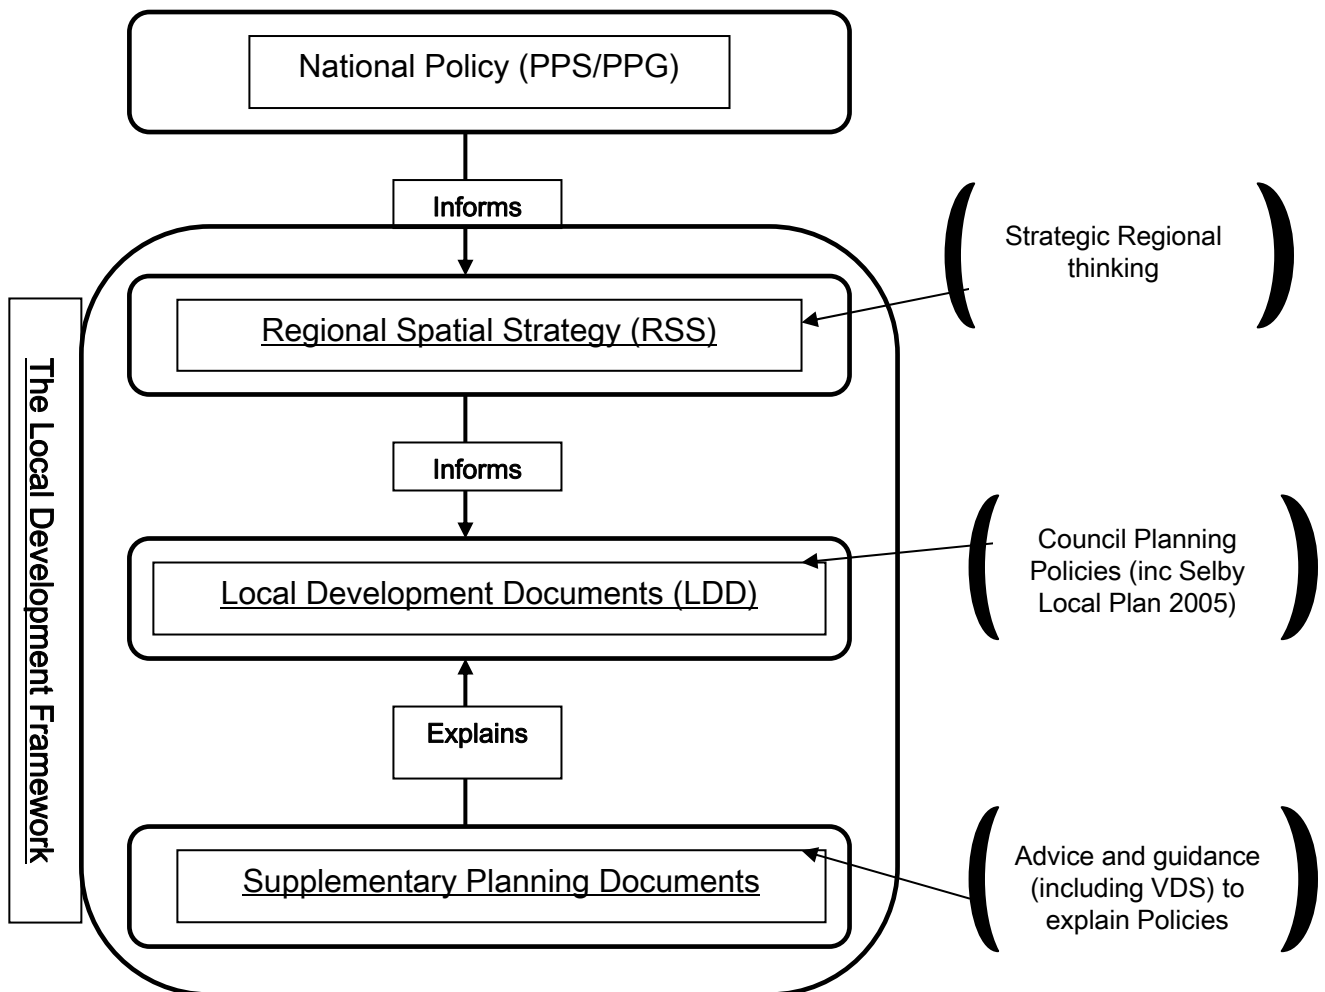 National Policy (PPS/PPG)
Informs
Strategic Regional
thinking
Regional Spatial Strategy (RSS)
The Local Development Framework
Informs
Council Planning
Policies (inc Selby
Local Plan 2005)
Local Development Documents (LDD)
Explains
Supplementary Planning Documents
Advice and guidance
(including VDS) to
explain Policies